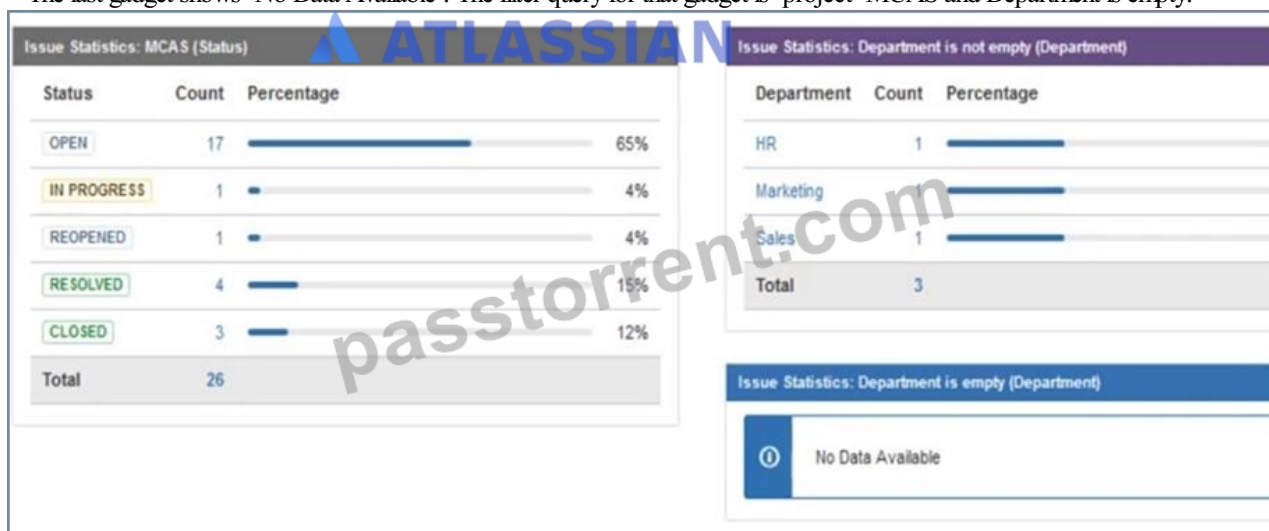 The last gadget shows "No Data Available". The filter query for that gadget is "project=MCAS and Department is empty."
ATLASSIAN
Issue Statistics: MCAS (Status)
Status Count Percentage
OPEN 17 65%
IN PROGRESS 1 4%
REOPENED 1 4%
RESOLVED 4 15%
CLOSED 3 12%
Total 26
Issue Statistics: Department is not empty (Department)
Department Count Percentage
HR 1
Marketing 1
Sales 1
Total 3
Issue Statistics: Department is empty (Department)
No Data Available
passtorrent.com